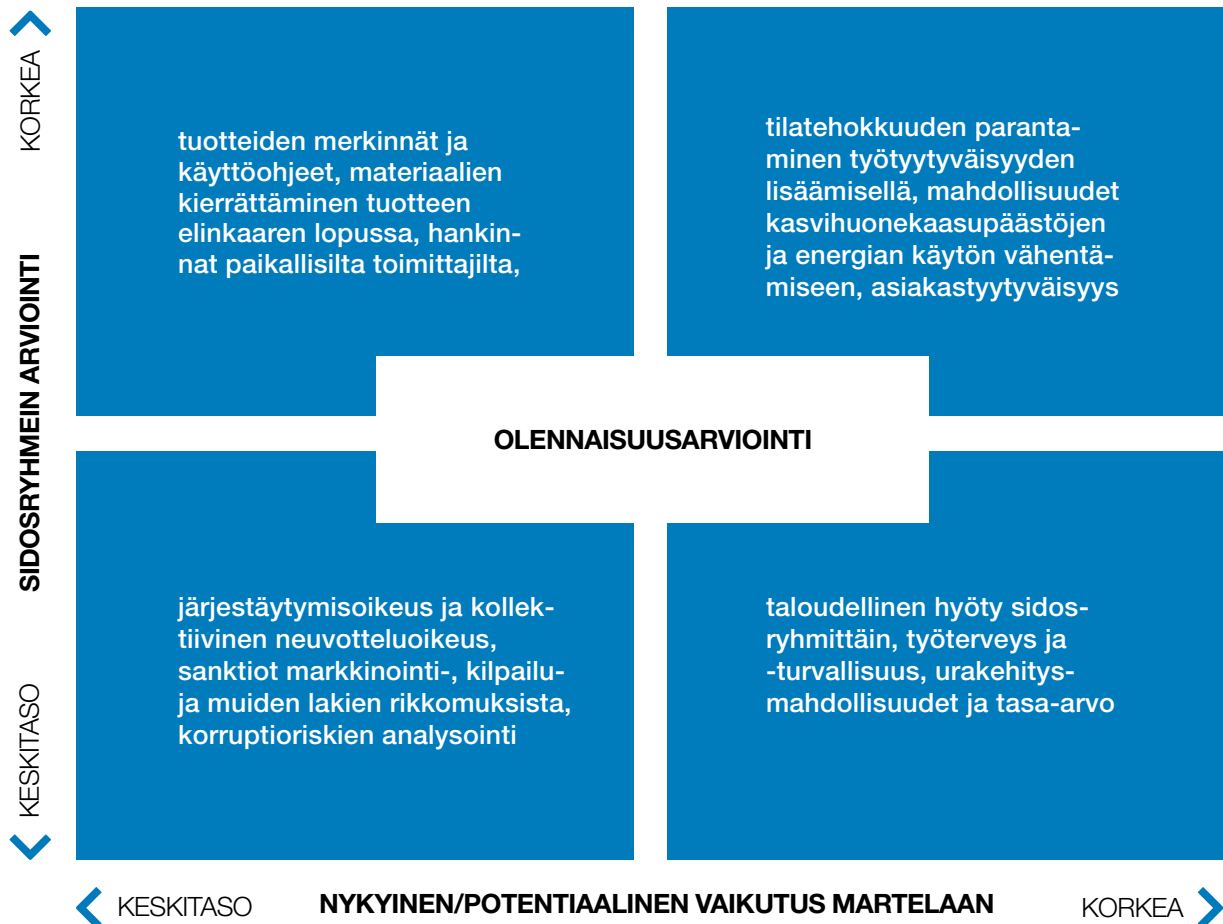 KORKEA
SIDOSRYHMEIN ARVIOINTI
KESKITASO
tuotteiden merkinnät ja
käyttöohjeet, materiaalien
kierrättäminen tuotteen
elinkaaren lopussa, hankin-
nat paikallisilta toimittajilta,
tilatehokkuuden paranta-
minen työtyytyväisyyden
lisäämisellä, mahdollisuudet
kasvihuonekaasupäästöjen
ja energian käytön vähentä-
miseen, asiakastyytyväisyys
OLENNAISUUSARVIOINTI
järjestäytymisoikeus ja kollek-
tiivinen neuvotteluoikeus,
sanktiot markkinointi-, kilpailu-
ja muiden lakien rikkomuksista,
korruptioriskien analysointi
taloudellinen hyöty sidos-
ryhmittäin, työterveys ja
-turvallisuus, urakehitys-
mahdollisuudet ja tasa-arvo
KESKITASO
NYKYINEN/POTENTIAALINEN VAIKUTUS MARTELAAN
KORKEA